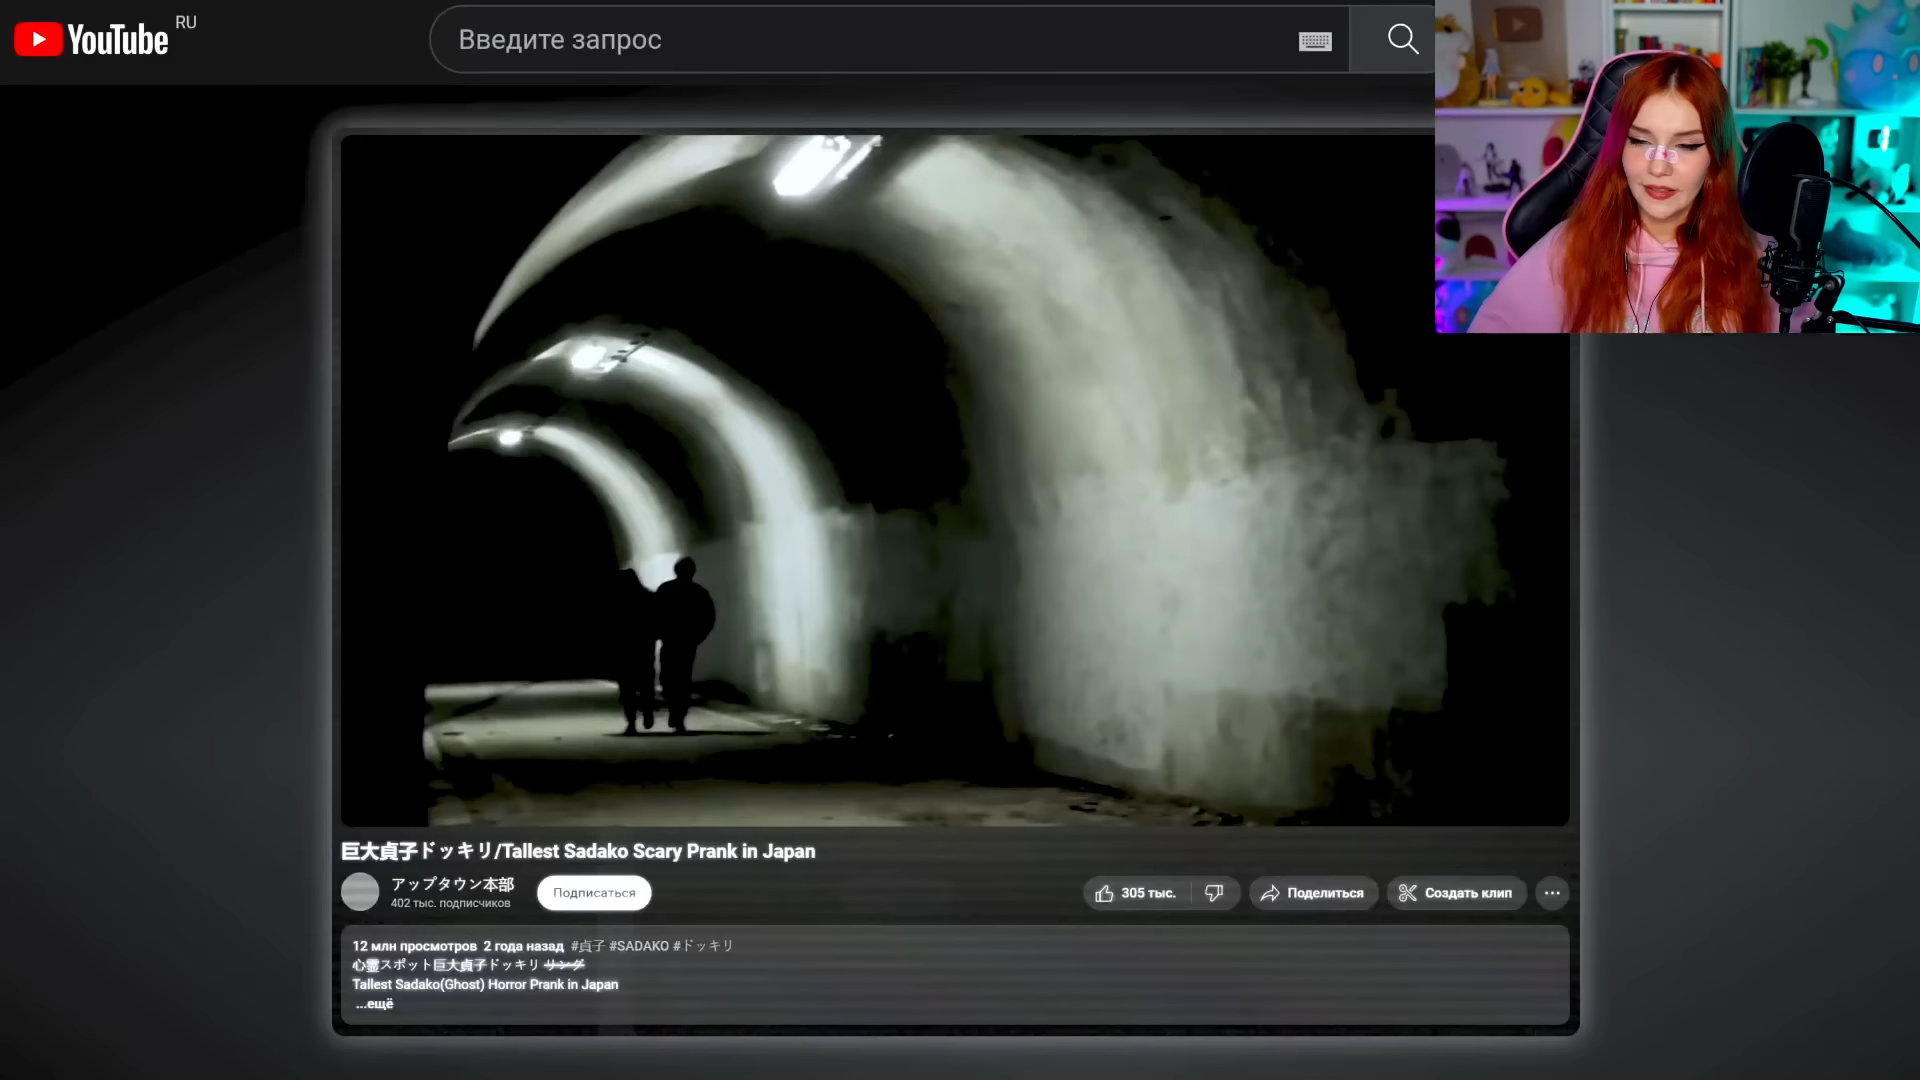 YouTube RU
Введите запрос
巨大貞子ドッキリ/Tallest Sadako Scary Prank in Japan
アップタウン本部
402 тыс. подписчиков
Подписаться
305 тыс.
Поделиться
Создать клип
12 млн просмотров 2 года назад #貞子 #SADAKO #ドッキリ
心霊スポット巨大貞子ドッキリ リング
Tallest Sadako(Ghost) Horror Prank in Japan
...ещё